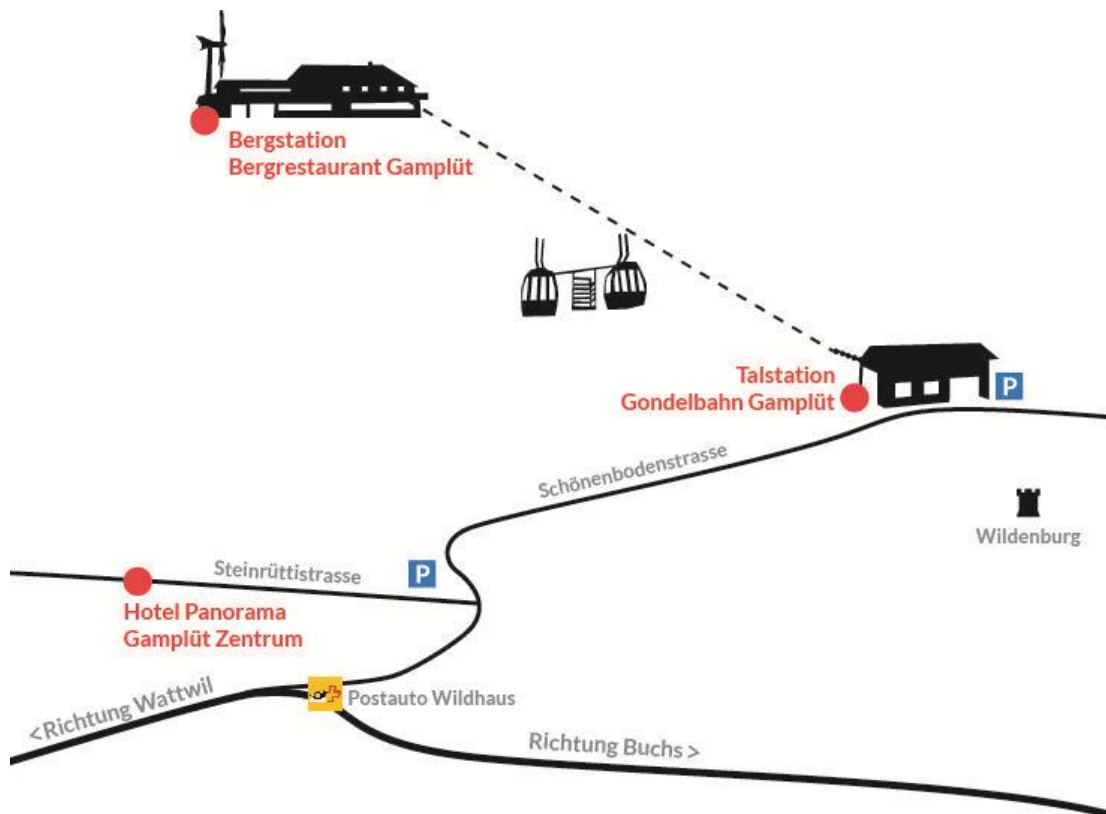 Bergstation
Bergrestaurant Gamplüt
Talstation
Gondelbahn Gamplüt
P
Schönenbodenstrasse
Wildenburg
Steinrüttistrasse
P
Hotel Panorama
Gamplüt Zentrum
<Richtung Wattwil
Postauto Wildhaus
Richtung Buchs >